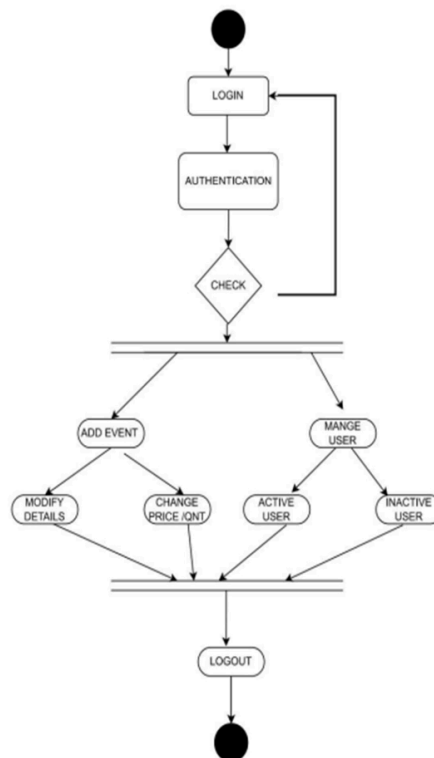 LOGIN
AUTHENTICATION
CHECK
ADD EVENT
MANGE
USER
MODIFY
DETAILS
CHANGE
PRICE /QNT
ACTIVE
USER
INACTIVE
USER
LOGOUT